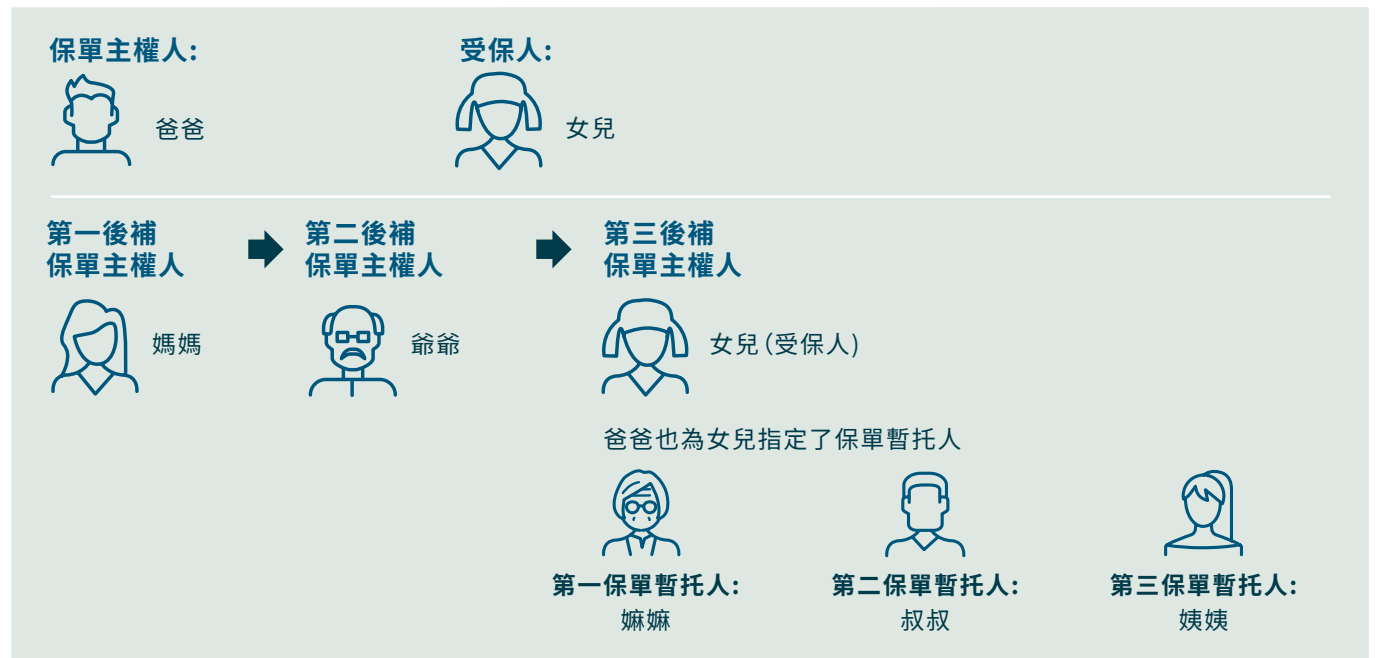 保單主權人:
受保人:
爸爸
女兒
第一後補
保單主權人
第二後補
保單主權人
第三後補
保單主權人
媽媽
爺爺
女兒(受保人)
爸爸也為女兒指定了保單暫托人
第一保單暫托人:
嫲嫲
第二保單暫托人:
叔叔
第三保單暫托人:
姨姨